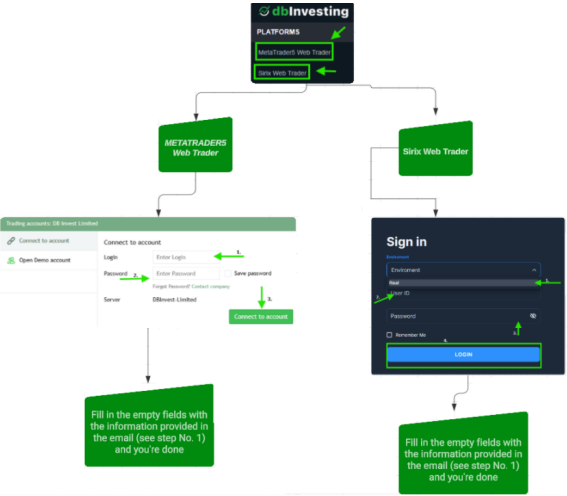 dbInvesting
PLATFORMS
MetaTrader5 Web Trader
Sirix Web Trader
METATRADER5
Web Trader
Sirix Web Trader
Trading accounts: DB Invest Limited
Connect to account
Open Demo account
Connect to account
Login
Enter Login
1.
Password
2.
Enter Password
Save password
Forgot Password? Contact company
3.
Server
DBInvest-Limited
Connect to account
Sign in
Environment
Enviroment
Real
1.
2.
User ID
Password
3.
Remember Me
4.
LOGIN
Fill in the empty fields with
the information provided in
the email (see step No. 1)
and you're done
Fill in the empty fields with
the information provided in
the email (see step No. 1)
and you're done